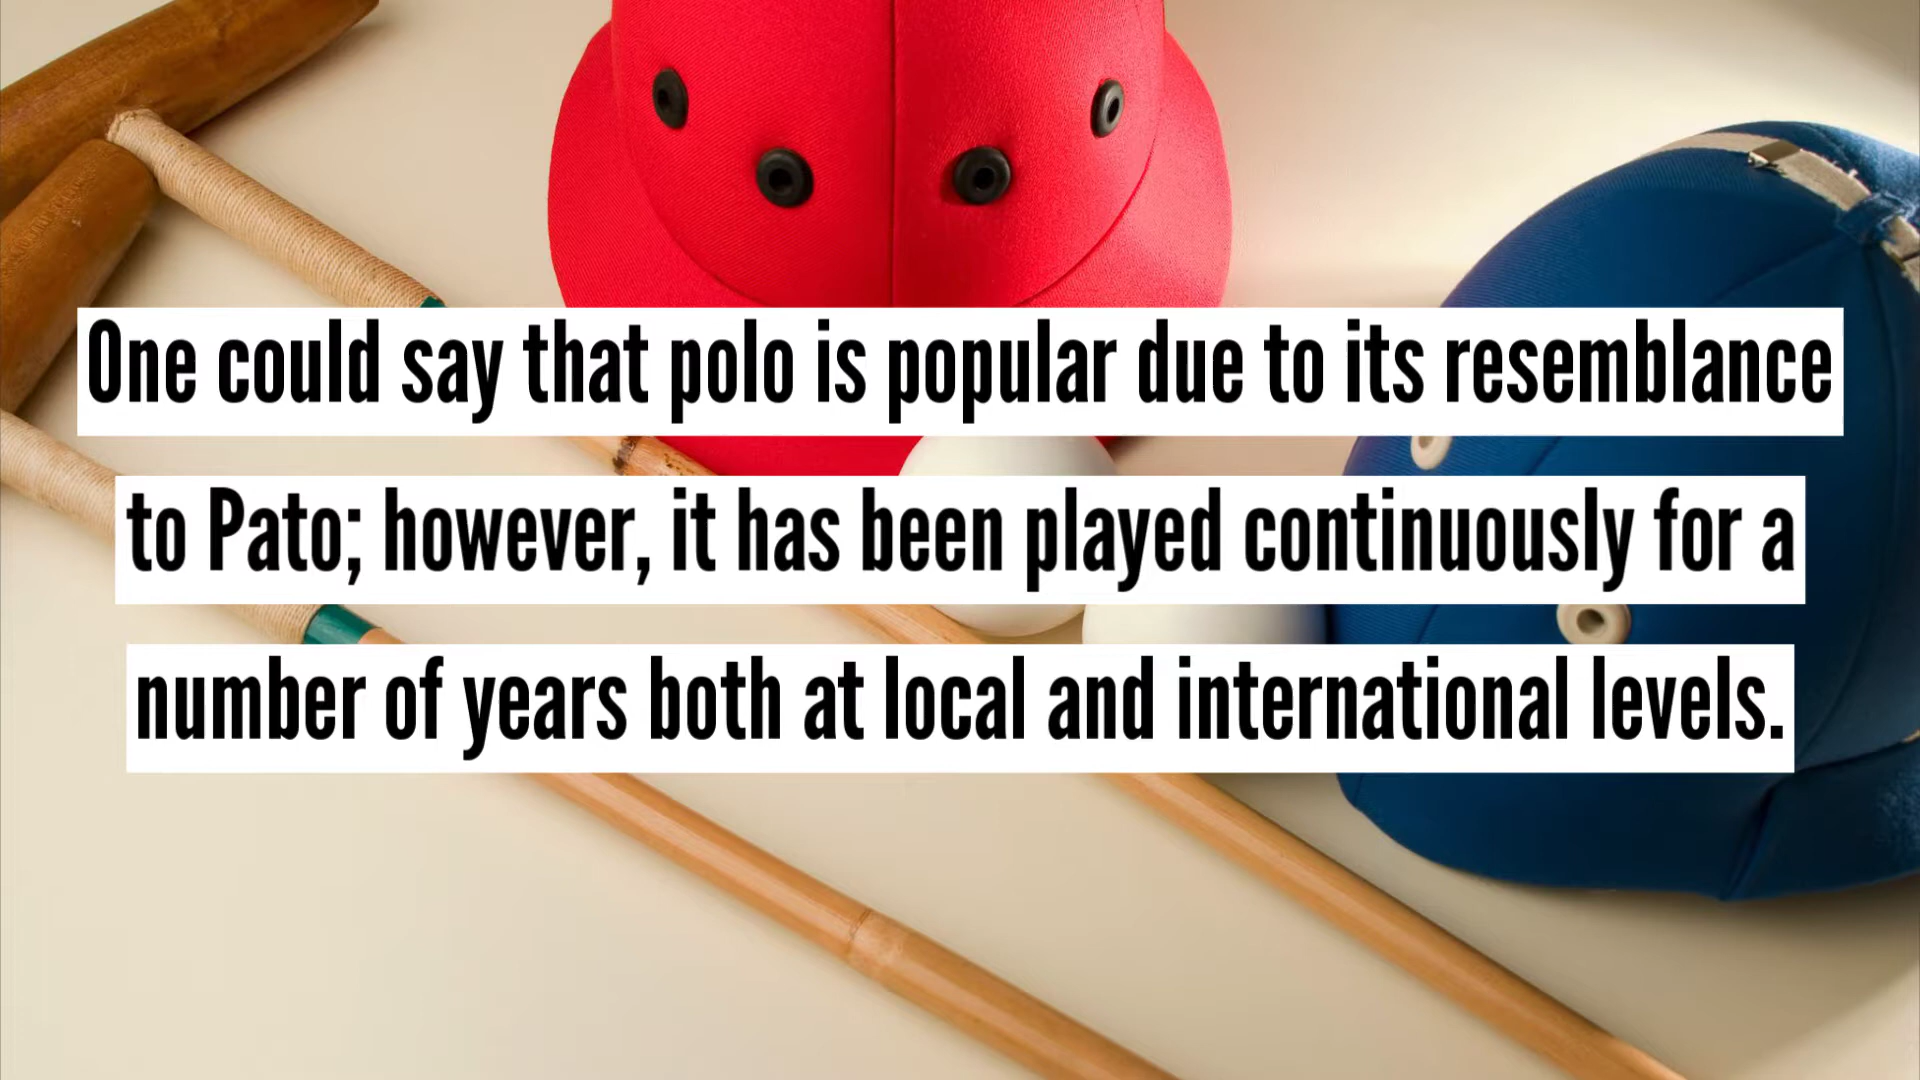 One could say that polo is popular due to its resemblance
to Pato; however, it has been played continuously for a
number of years both at local and international levels.